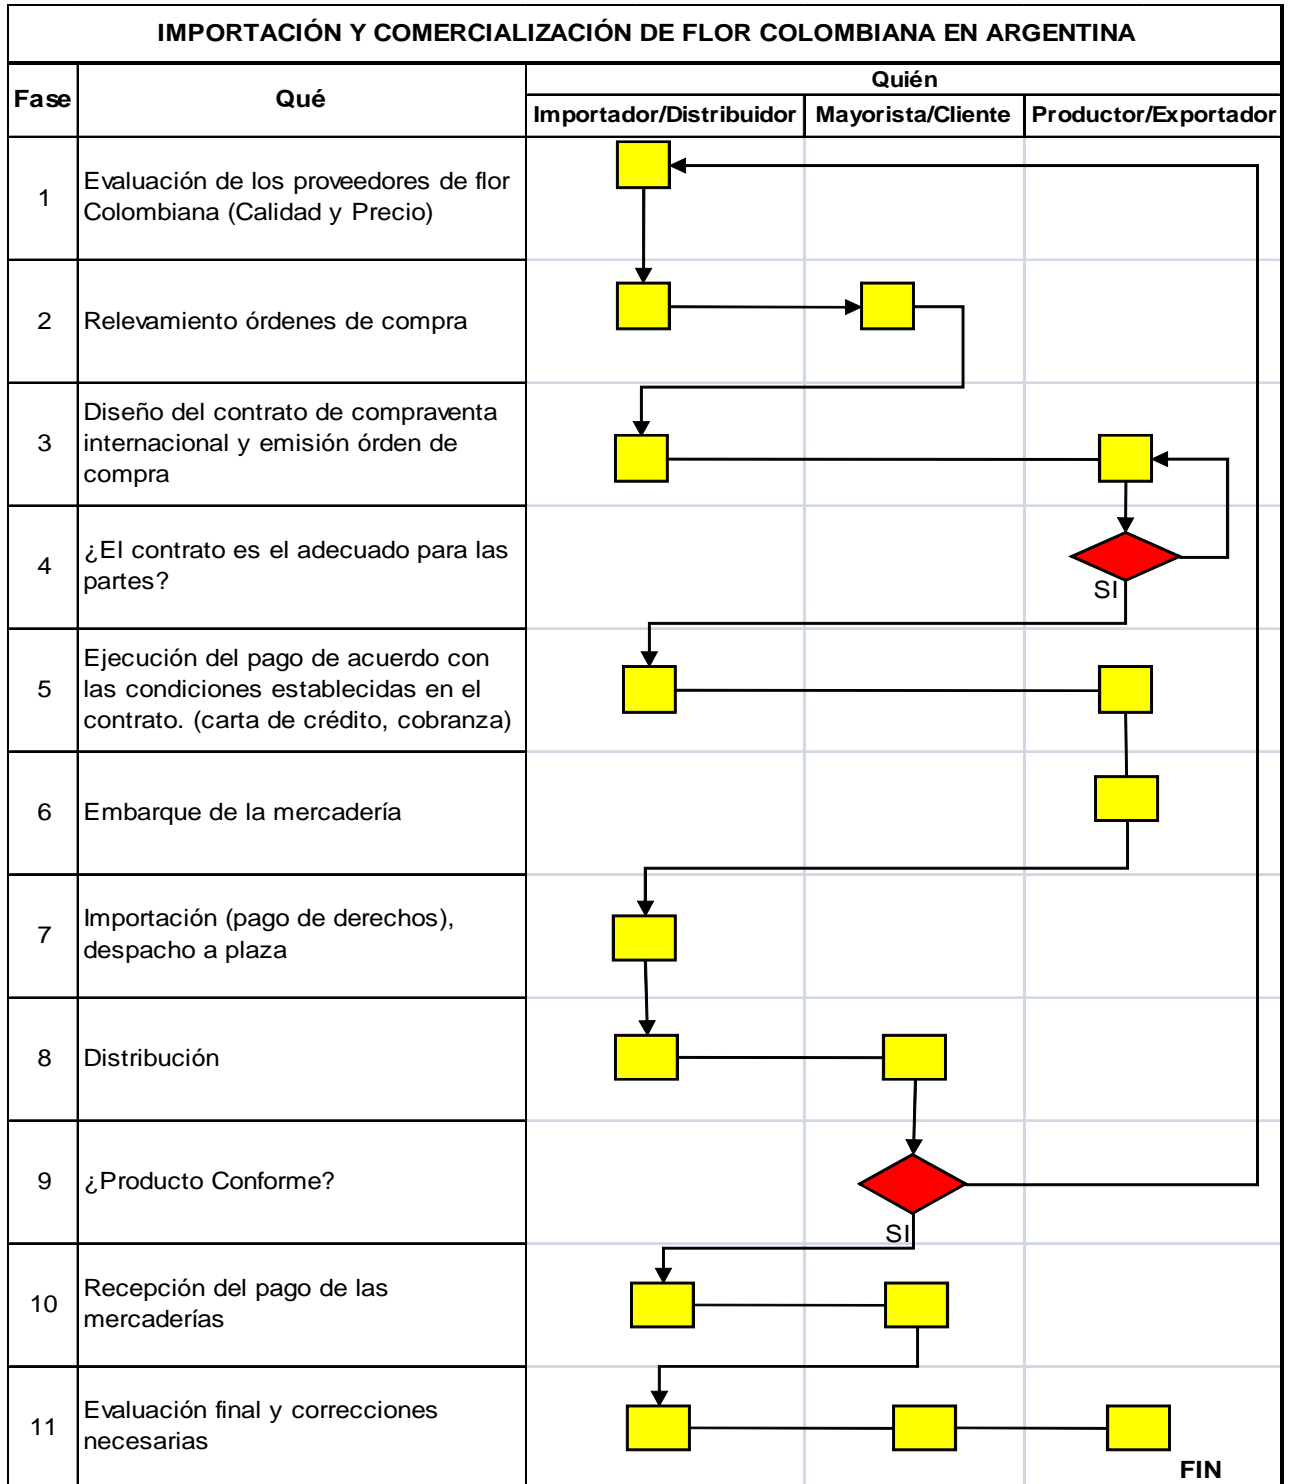 IMPORTACIÓN Y COMERCIALIZACIÓN DE FLOR COLOMBIANA EN ARGENTINA
Fase
Qué
Quién
Importador/Distribuidor
Mayorista/Cliente
Productor/Exportador
1
Evaluación de los proveedores de flor
Colombiana (Calidad y Precio)
2
Relevamiento órdenes de compra
3
Diseño del contrato de compraventa
internacional y emisión órden de
compra
4
¿El contrato es el adecuado para las
partes?
SI
5
Ejecución del pago de acuerdo con
las condiciones establecidas en el
contrato. (carta de crédito, cobranza)
6
Embarque de la mercadería
7
Importación (pago de derechos),
despacho a plaza
8
Distribución
9
¿Producto Conforme?
SI
10
Recepción del pago de las
mercaderías
11
Evaluación final y correcciones
necesarias
FIN